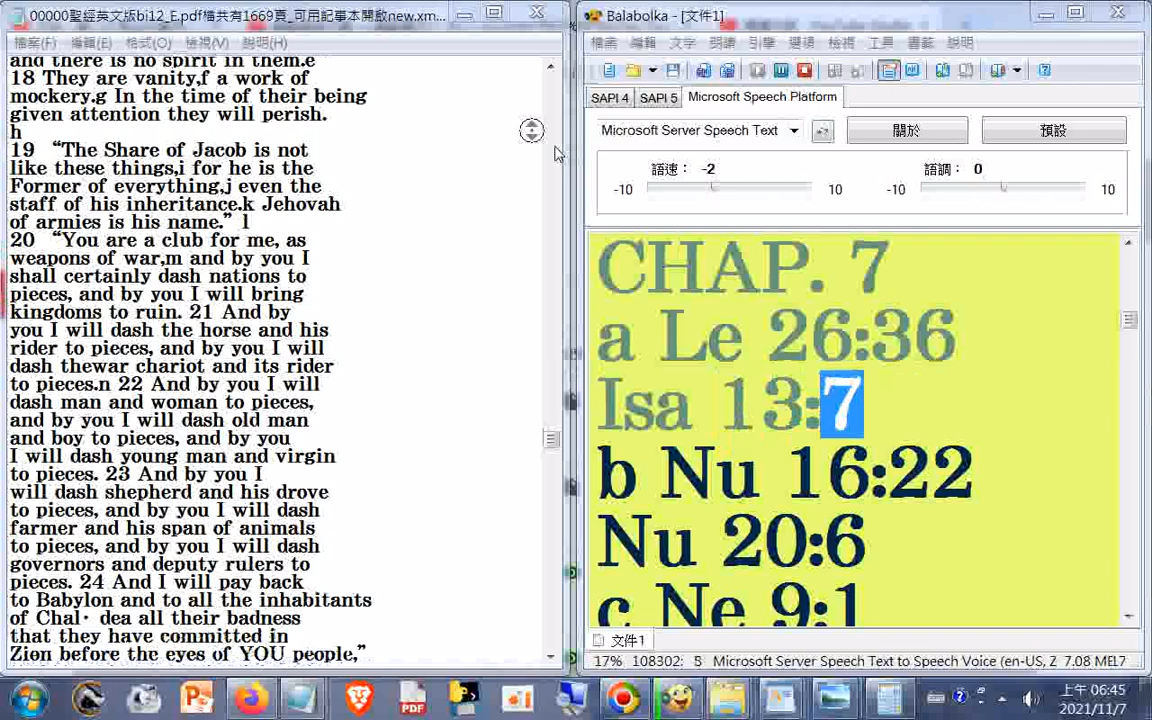 00000聖經英文版bi12_E.pdf檔共有1669頁_可用記事本開啟new.xm...
檔案(F) 編輯(E) 格式(O) 檢視(V) 說明(H)
and there is no spirit in them.e
18 They are vanity,f a work of
mockery.g In the time of their being
given attention they will perish.
h
19 “The Share of Jacob is not
like these things,i for he is the
Former of everything,j even the
staff of his inheritance.k Jehovah
of armies is his name.” l
20 “You are a club for me, as
weapons of war,m and by you I
shall certainly dash nations to
pieces, and by you I will bring
kingdoms to ruin. 21 And by
you I will dash the horse and his
rider to pieces, and by you I will
dash thewar chariot and its rider
to pieces.n 22 And by you I will
dash man and woman to pieces,
and by you I will dash old man
and boy to pieces, and by you
I will dash young man and virgin
to pieces. 23 And by you I
will dash shepherd and his drove
to pieces, and by you I will dash
farmer and his span of animals
to pieces, and by you I will dash
governors and deputy rulers to
pieces. 24 And I will pay back
to Babylon and to all the inhabitants
of Chal· dea all their badness
that they have committed in
Zion before the eyes of YOU people,”
Balabolka - [文件1]
檔案 編輯 文字 朗讀 引擎 選項 檢視 工具 書籤 說明
SAPI 4 SAPI 5 Microsoft Speech Platform
Microsoft Server Speech Text 關於 預設
語速： -2 語調： 0
-10 10 -10 10
CHAP. 7
a Le 26:36
Isa 13:7
b Nu 16:22
Nu 20:6
c Ne 9:1
文件1
17% 108302: 8 Microsoft Server Speech Text to Speech Voice (en-US, Z 7.08 MEL7
PDF
上午 06:45
2021/11/7